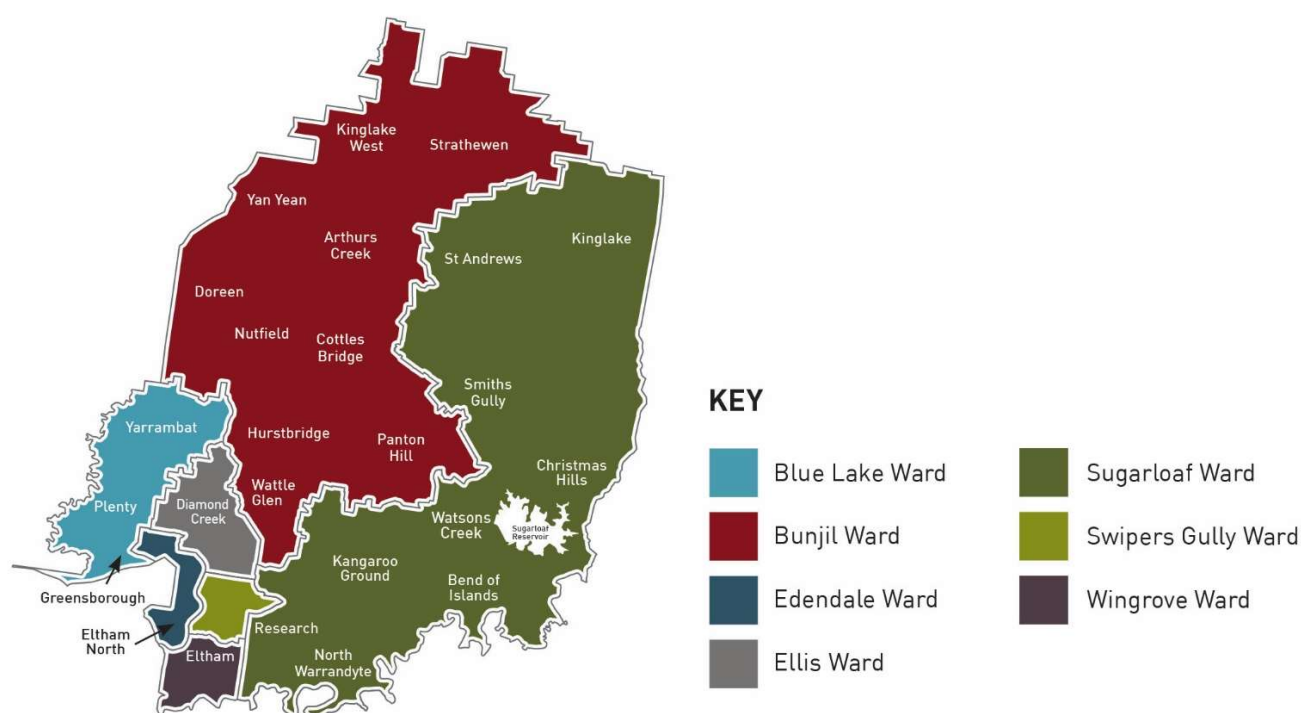 Kinglake
West
Strathewen
Yan Yean
Kinglake
Arthurs
Creek
St Andrews
Doreen
Nutfield
Cottles
Bridge
Smiths
Gully
Yarrambat
Hurstbridge
Panton
Hill
Christmas
Hills
Wattle
Glen
Plenty
Diamond
Creek
Watsons
Creek
Sugarloaf
Reservoir
Kangaroo
Ground
Bend of
Islands
Greensborough
Eltham
North
Research
Eltham
North
Warrandyte
KEY
Blue Lake Ward
Bunjil Ward
Edendale Ward
Ellis Ward
Sugarloaf Ward
Swipers Gully Ward
Wingrove Ward